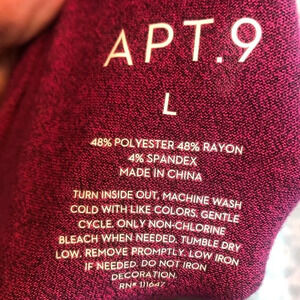 APT.9
L
48% POLYESTER 48% RAYON
4% SPANDEX
MADE IN CHINA
TURN INSIDE OUT, MACHINE WASH
COLD WITH LIKE COLORS. GENTLE
CYCLE. ONLY NON-CHLORINE
BLEACH WHEN NEEDED. TUMBLE DRY
LOW. REMOVE PROMPTLY. LOW IRON
IF NEEDED. DO NOT IRON
DECORATION.
RN# 111647